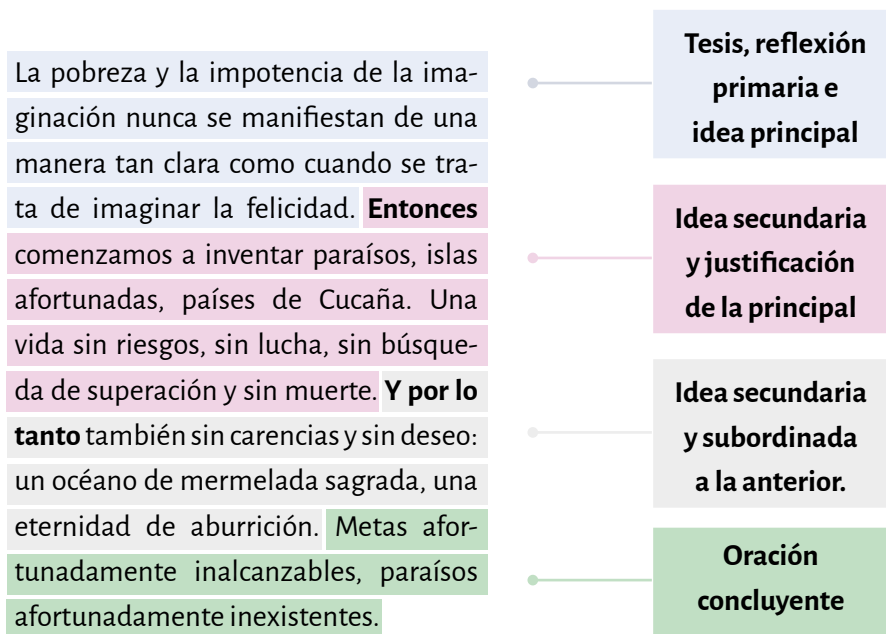 La pobreza y la impotencia de la ima-
ginación nunca se manifiestan de una
manera tan clara como cuando se tra-
ta de imaginar la felicidad. Entonces
comenzamos a inventar paraísos, islas
afortunadas, países de Cucaña. Una
vida sin riesgos, sin lucha, sin búsque-
da de superación y sin muerte. Y por lo
tanto también sin carencias y sin deseo:
un océano de mermelada sagrada, una
eternidad de aburrición. Metas afor-
tunadamente inalcanzables, paraísos
afortunadamente inexistentes.
Tesis, reflexión
primaria e
idea principal
Idea secundaria
y justificación
de la principal
Idea secundaria
y subordinada
a la anterior.
Oración
concluyente